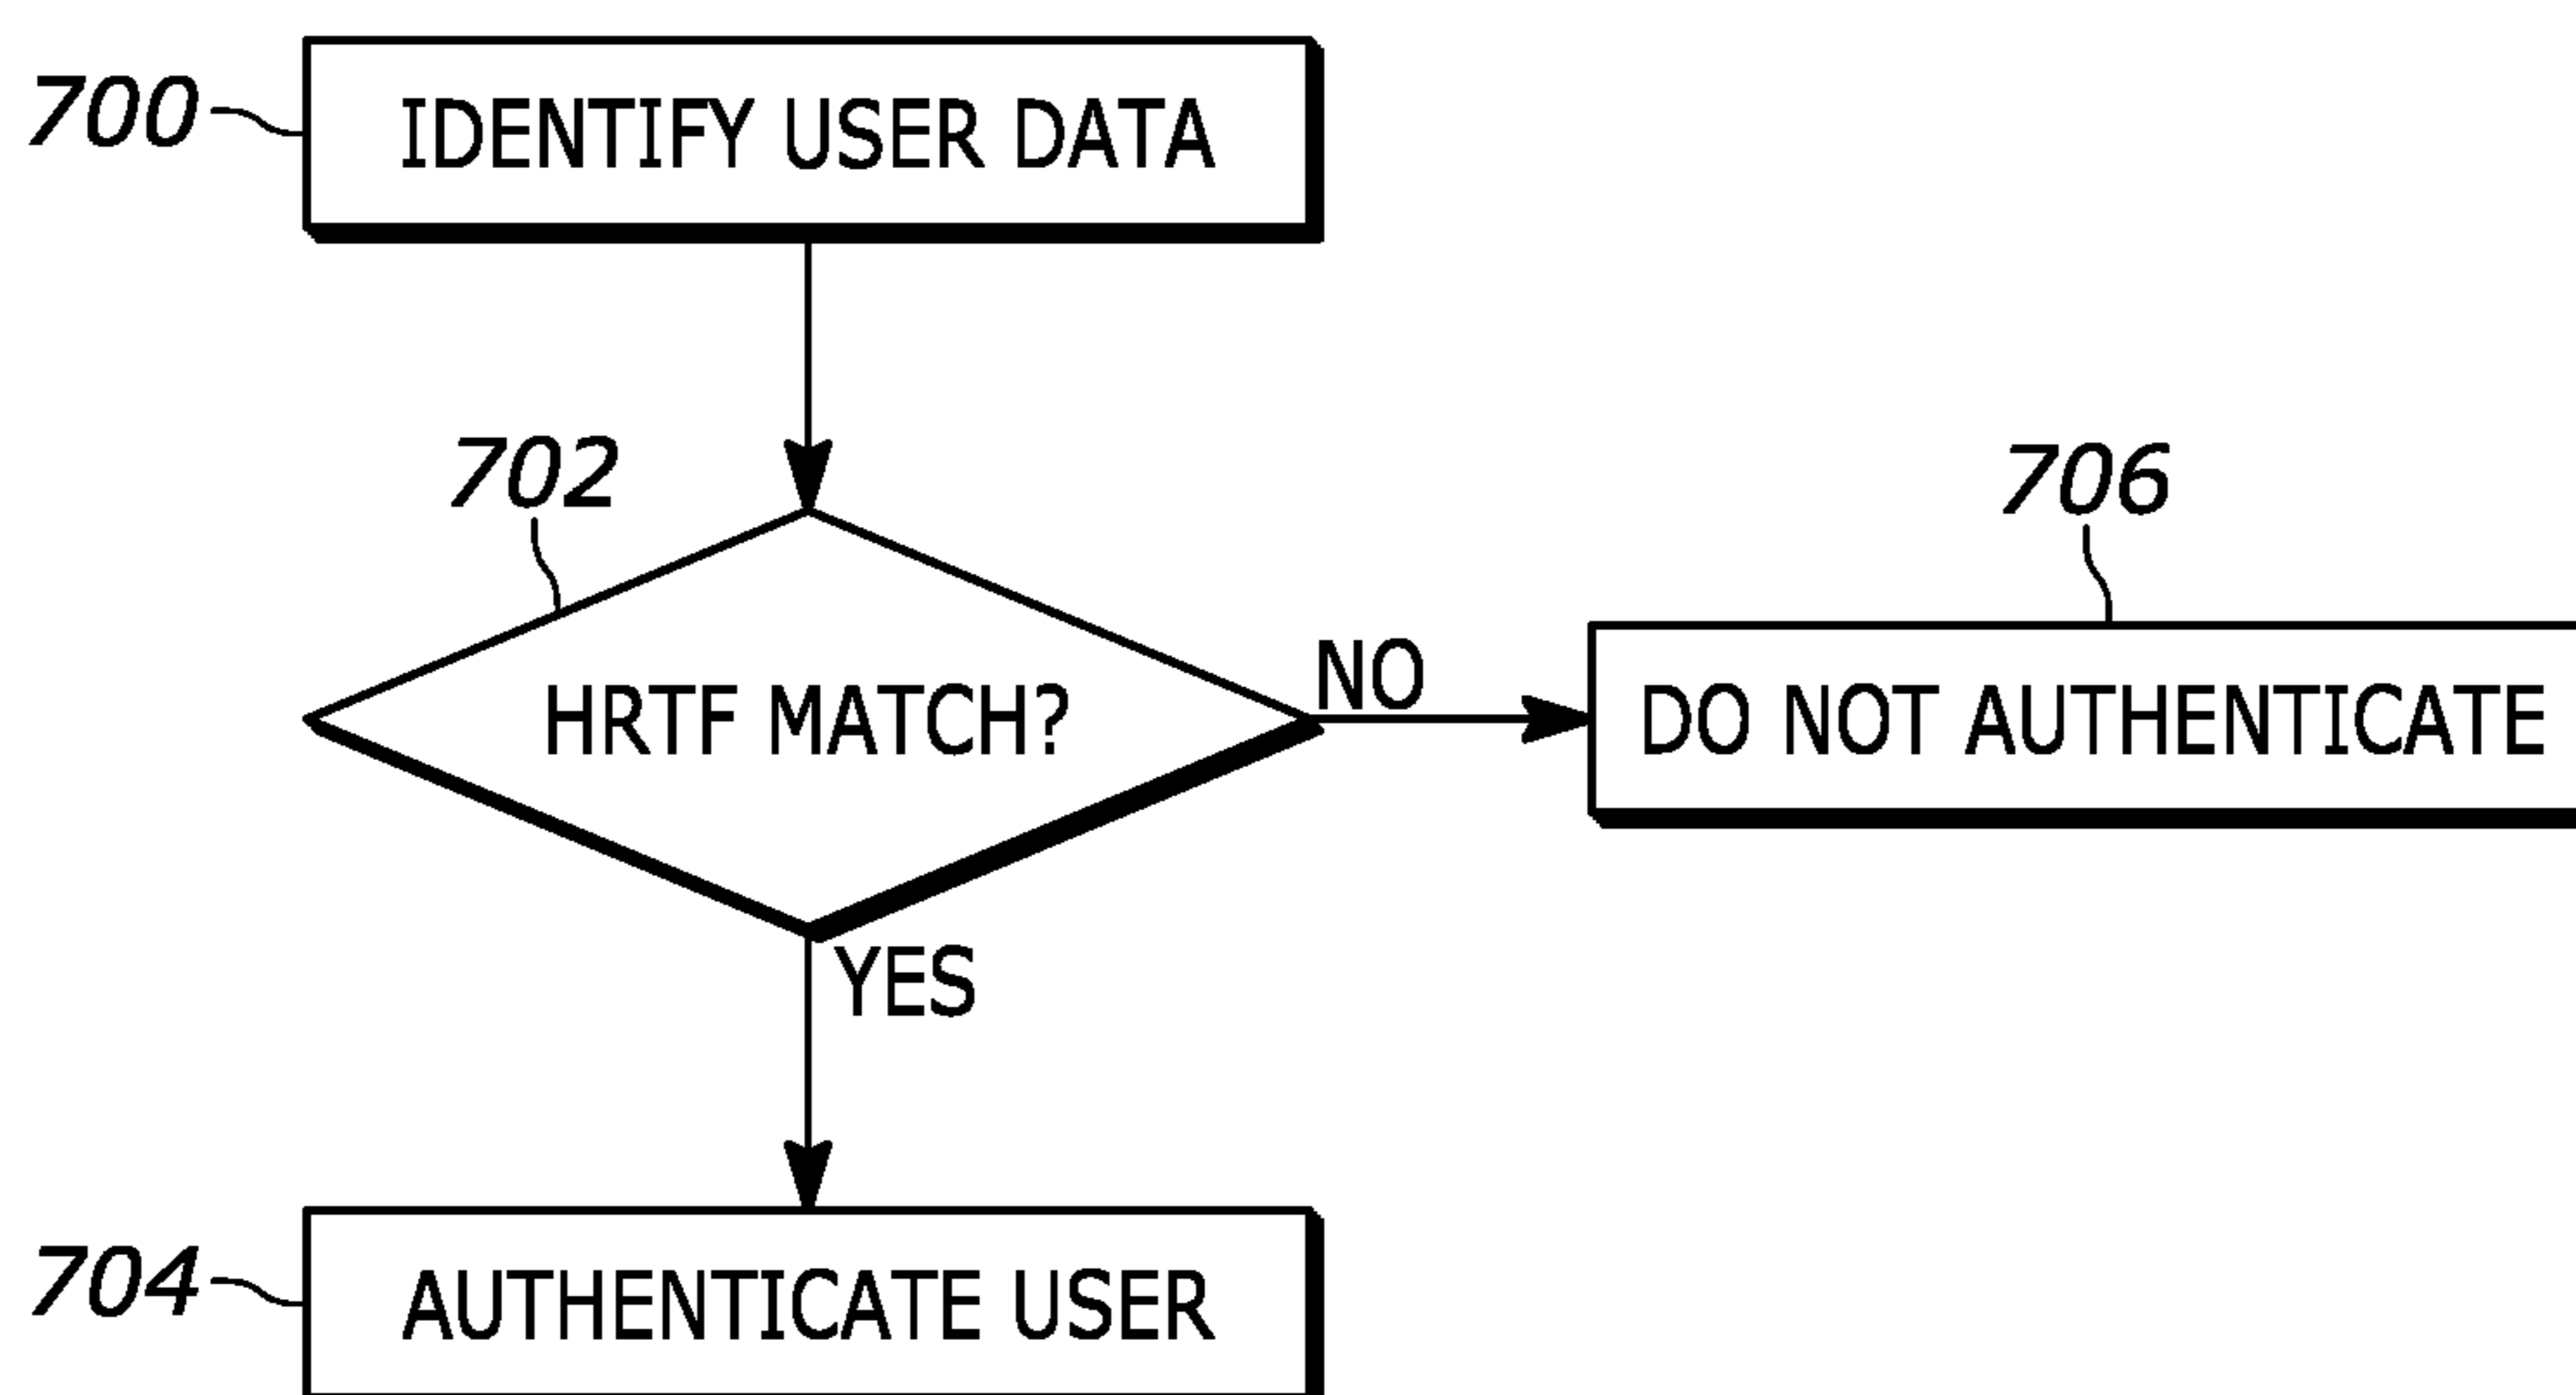 700
IDENTIFY USER DATA
702
706
HRTF MATCH?
NO
DO NOT AUTHENTICATE
YES
704
AUTHENTICATE USER